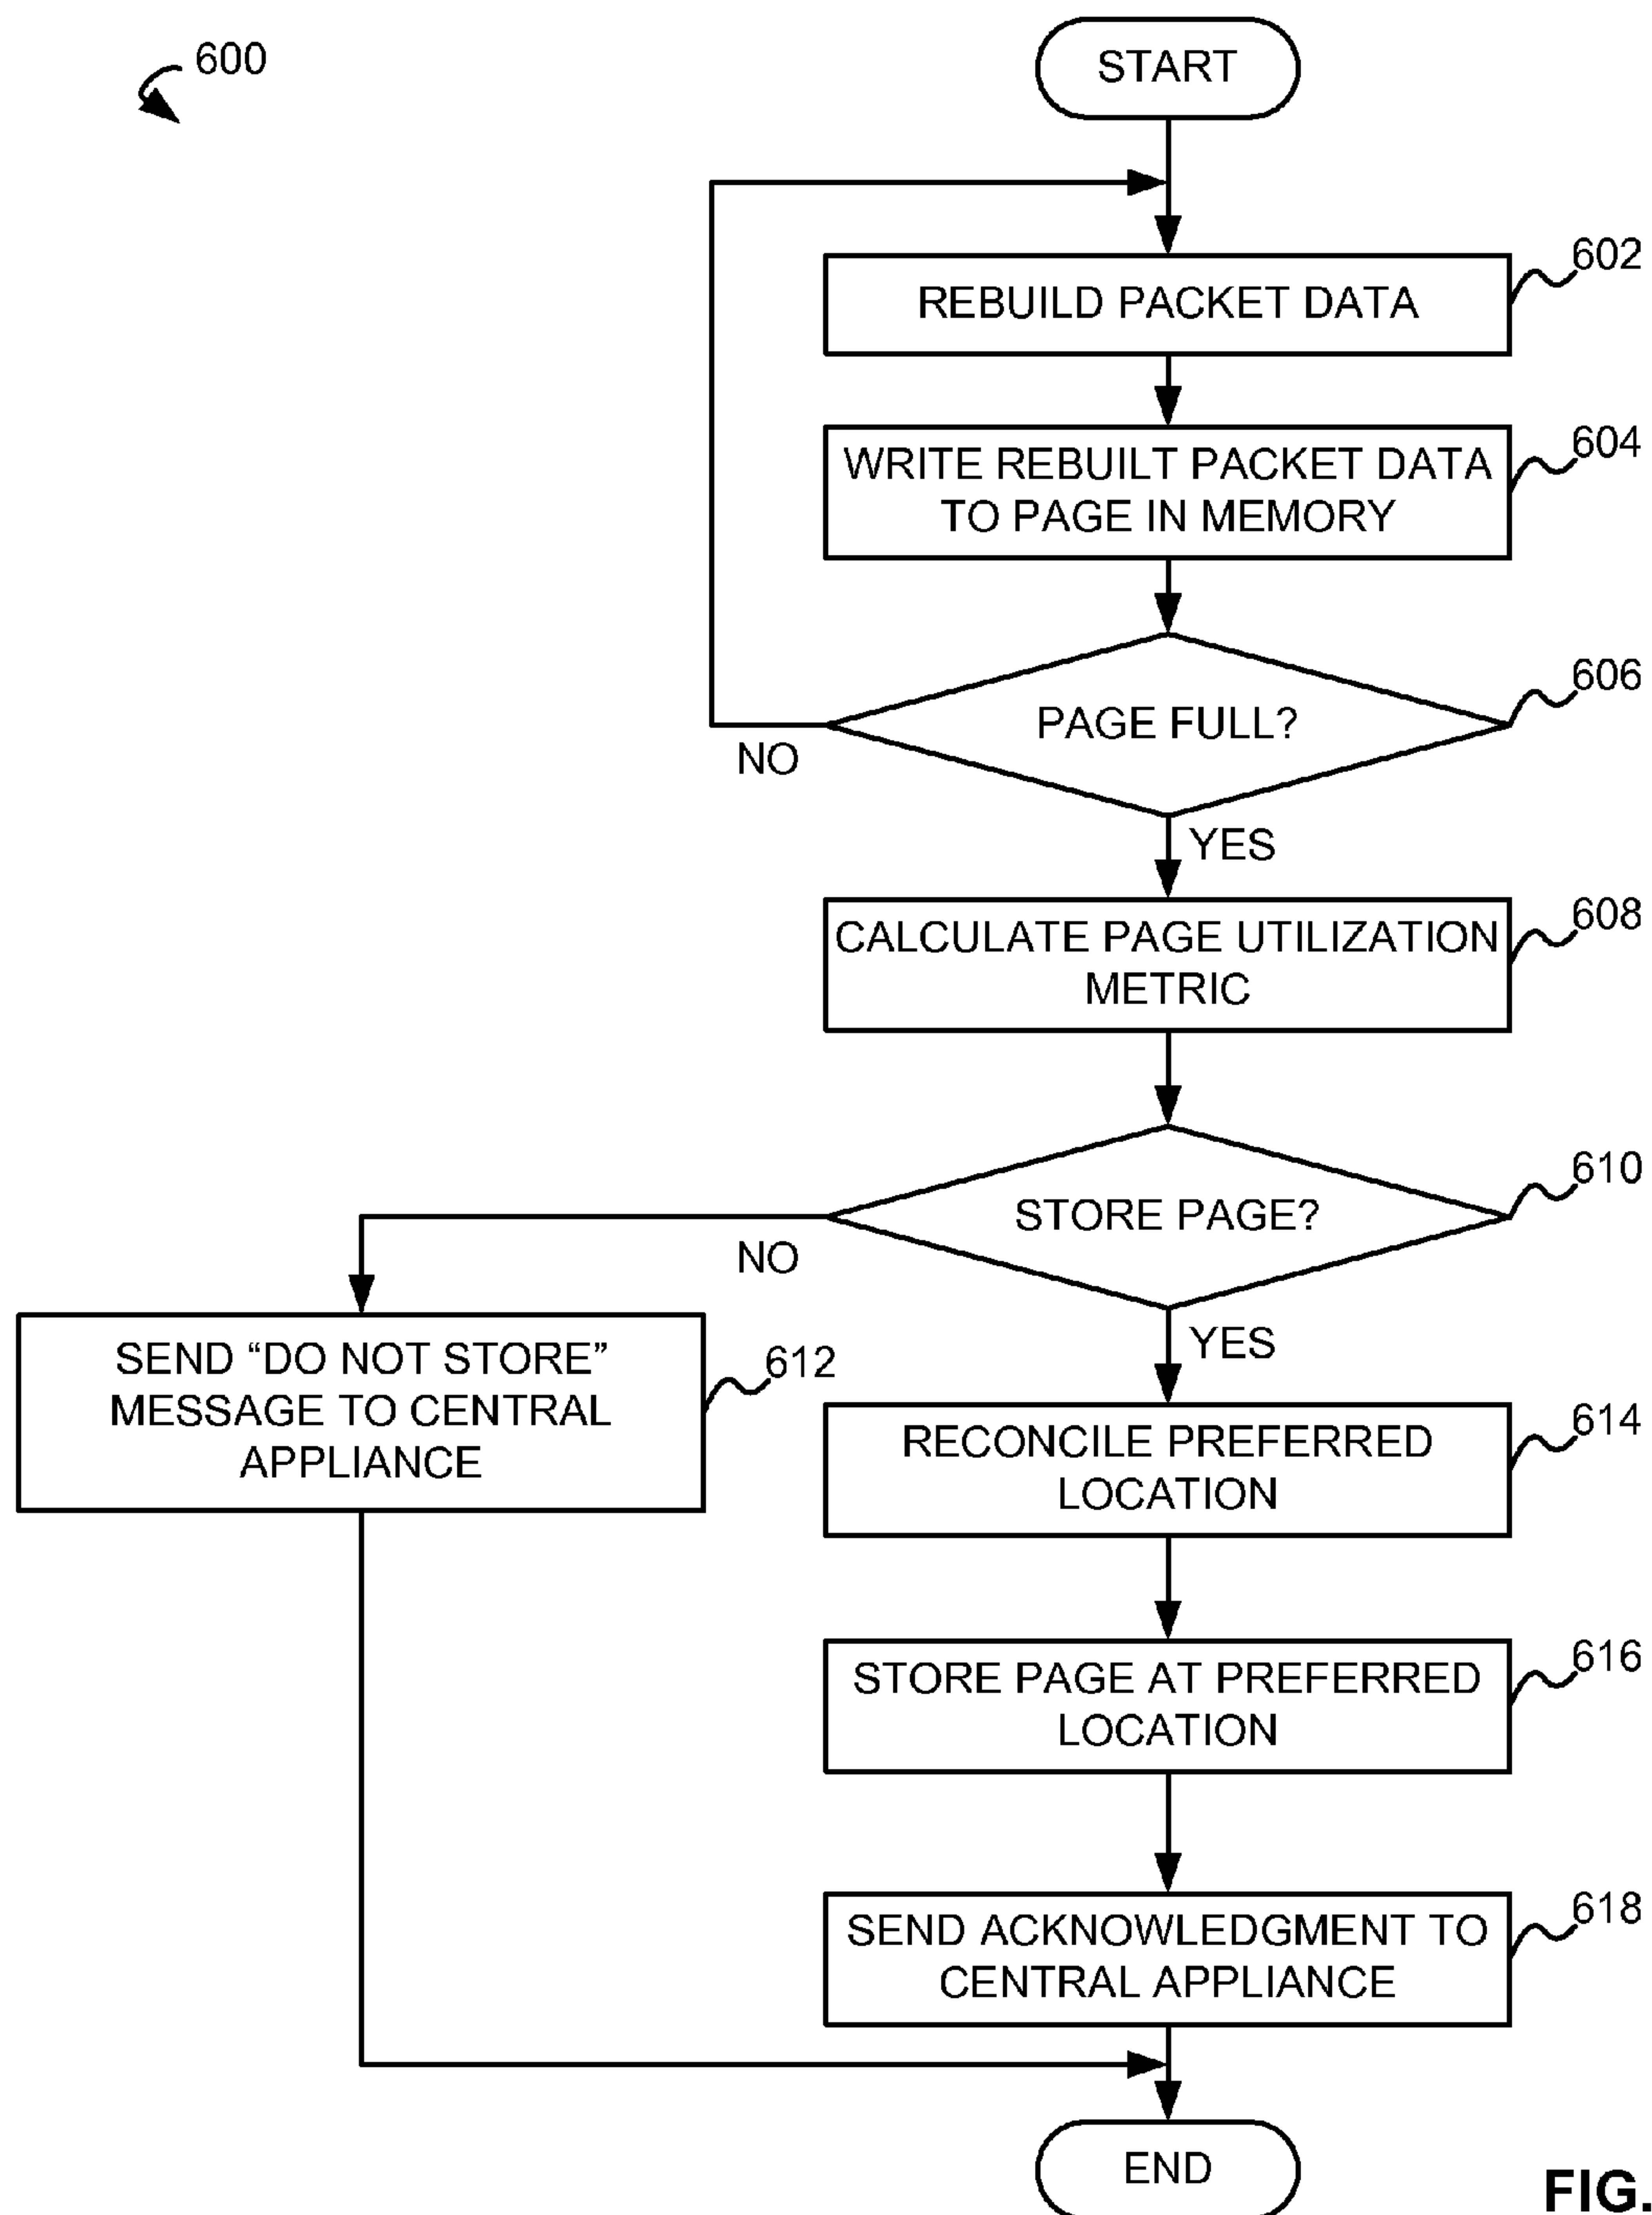 600
START
602
REBUILD PACKET DATA
604
WRITE REBUILT PACKET DATA
TO PAGE IN MEMORY
606
PAGE FULL?
NO
YES
608
CALCULATE PAGE UTILIZATION
METRIC
610
STORE PAGE?
NO
YES
SEND “DO NOT STORE”
MESSAGE TO CENTRAL
APPLIANCE
612
614
RECONCILE PREFERRED
LOCATION
616
STORE PAGE AT PREFERRED
LOCATION
618
SEND ACKNOWLEDGMENT TO
CENTRAL APPLIANCE
END
FIG.